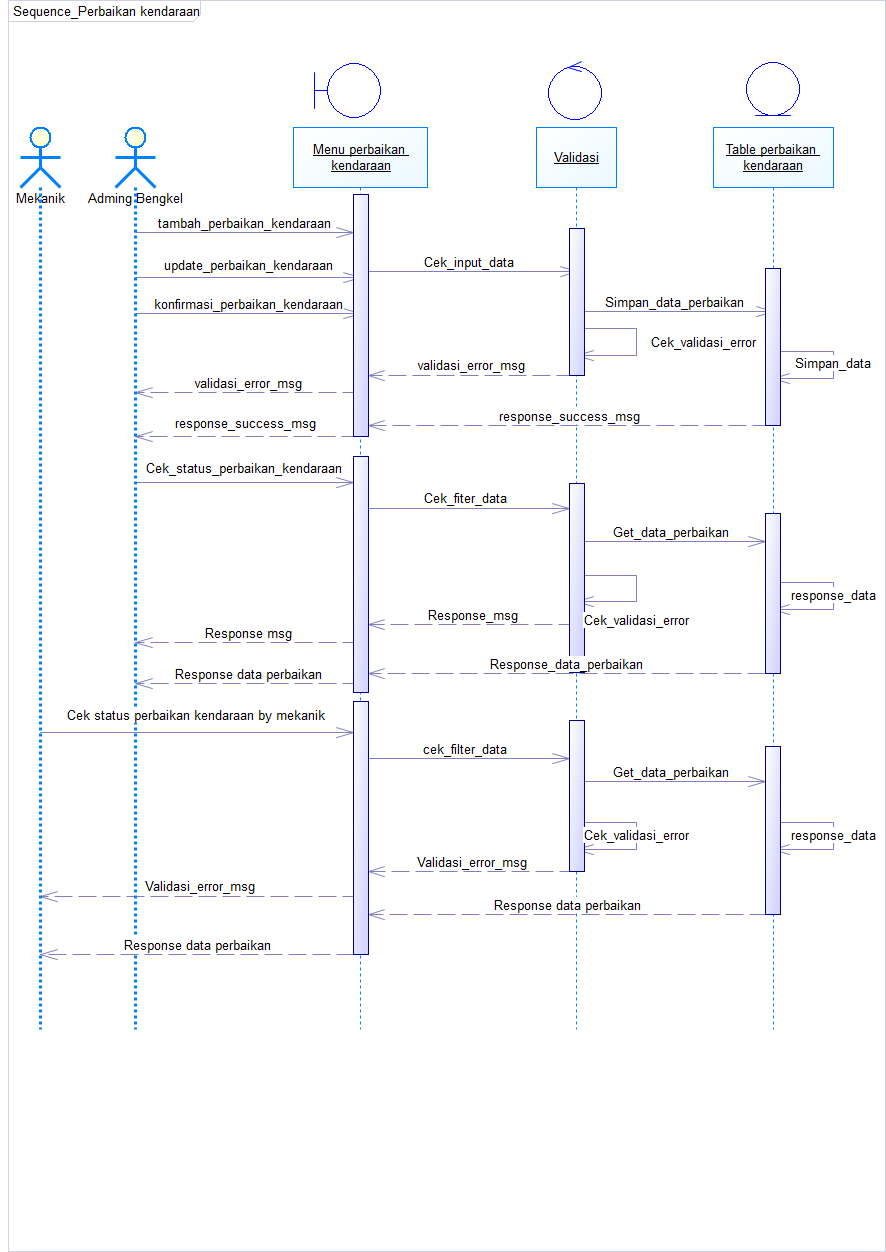 Sequence_Perbaikan kendaraan
Menu perbaikan
kendaraan
Validasi
Table perbaikan
kendaraan
Mekanik
Adming Bengkel
tambah_perbaikan_kendaraan
update_perbaikan_kendaraan
Cek_input_data
konfirmasi_perbaikan_kendaraan
Simpan_data_perbaikan
Cek_validasi_error
validasi_error_msg
Simpan_data
validasi_error_msg
response_success_msg
response_success_msg
Cek_status_perbaikan_kendaraan
Cek_fiter_data
Get_data_perbaikan
response_data
Response_msg
Cek_validasi_error
Response msg
Response_data_perbaikan
Response data perbaikan
Cek status perbaikan kendaraan by mekanik
cek_filter_data
Get_data_perbaikan
Cek_validasi_error
response_data
Validasi_error_msg
Validasi_error_msg
Response data perbaikan
Response data perbaikan